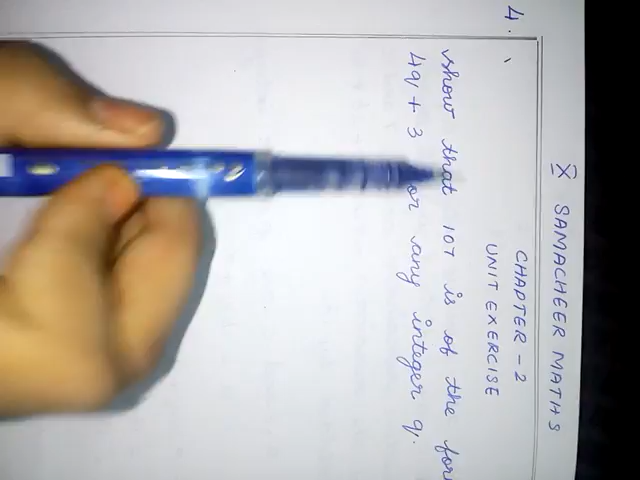 X SAMACHEER MATHS
CHAPTER - 2
UNIT EXERCISE
4. Show that 107 is of the
4q + 3 any integer q.